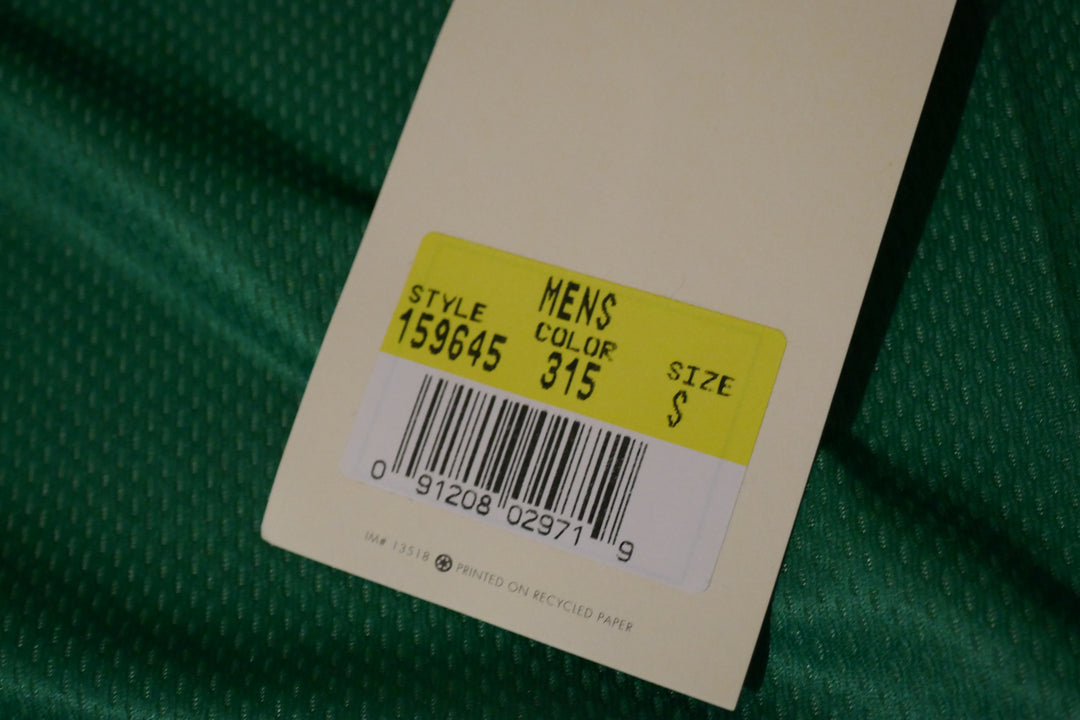 MENS
STYLE COLOR SIZE
159645 315 S
0 91208 02971 9
IM# 13518 PRINTED ON RECYCLED PAPER